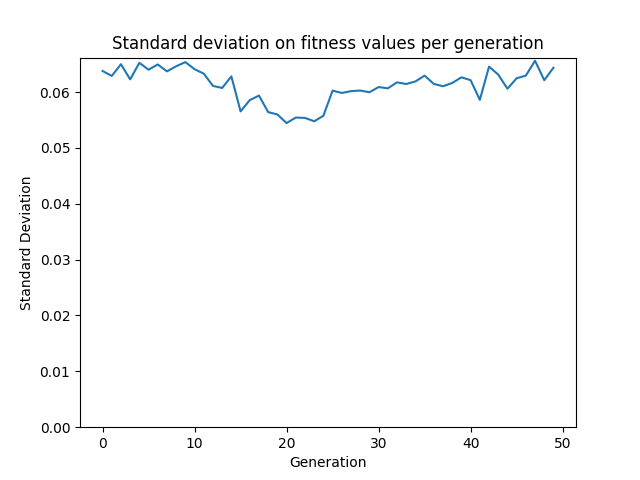 Standard deviation on fitness values per generation
0.06
0.05
0.04
0.03
0.02
0.01
0.00
Standard Deviation
0 10 20 30 40 50
Generation